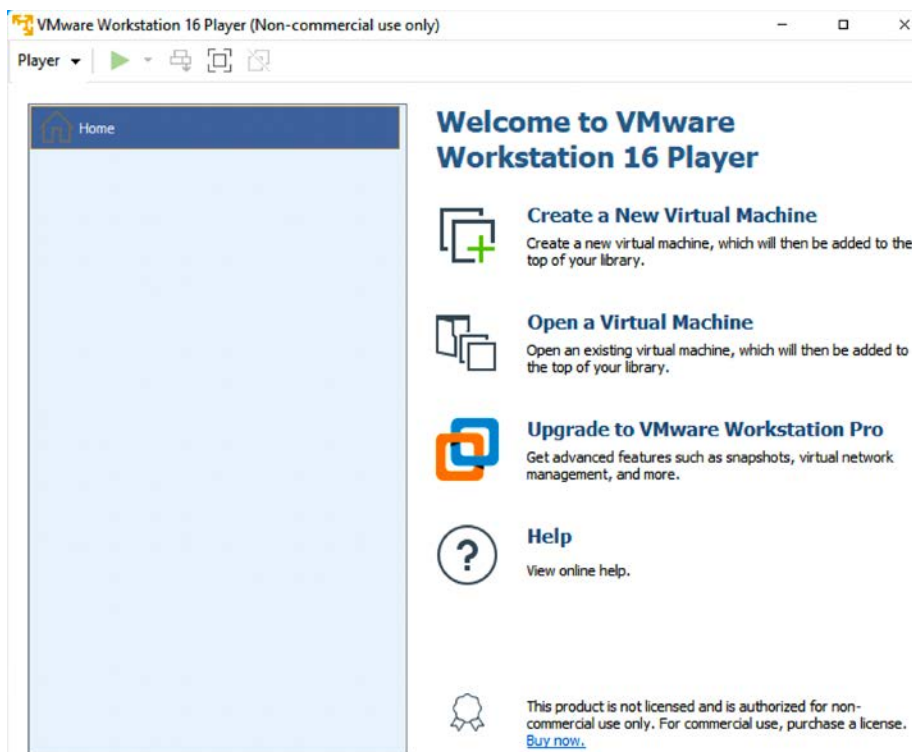 VMware Workstation 16 Player (Non-commercial use only)
Player
Home
Welcome to VMware
Workstation 16 Player
Create a New Virtual Machine
Create a new virtual machine, which will then be added to the
top of your library.
Open a Virtual Machine
Open an existing virtual machine, which will then be added to
the top of your library.
Upgrade to VMware Workstation Pro
Get advanced features such as snapshots, virtual network
management, and more.
Help
View online help.
This product is not licensed and is authorized for non-
commercial use only. For commercial use, purchase a license.
Buy now.